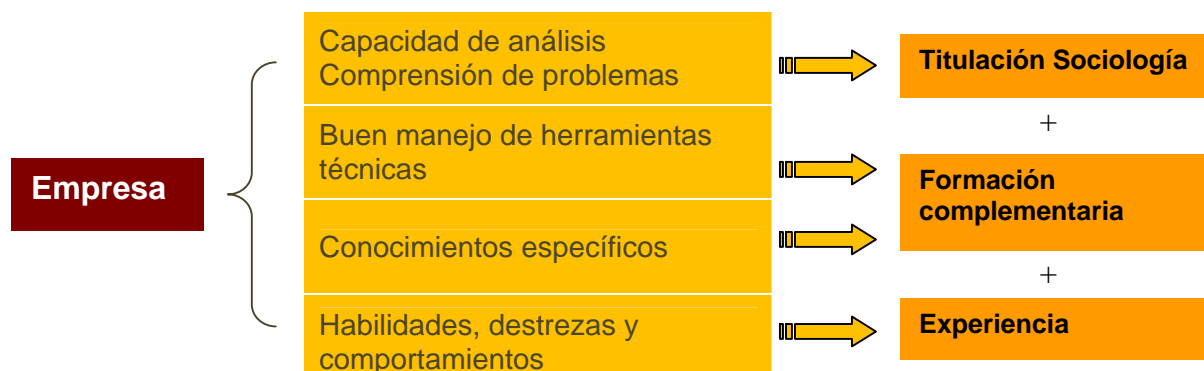 Empresa
Capacidad de análisis
Comprensión de problemas
Buen manejo de herramientas
técnicas
Conocimientos específicos
Habilidades, destrezas y
comportamientos
Titulación Sociología
+
Formación
complementaria
+
Experiencia